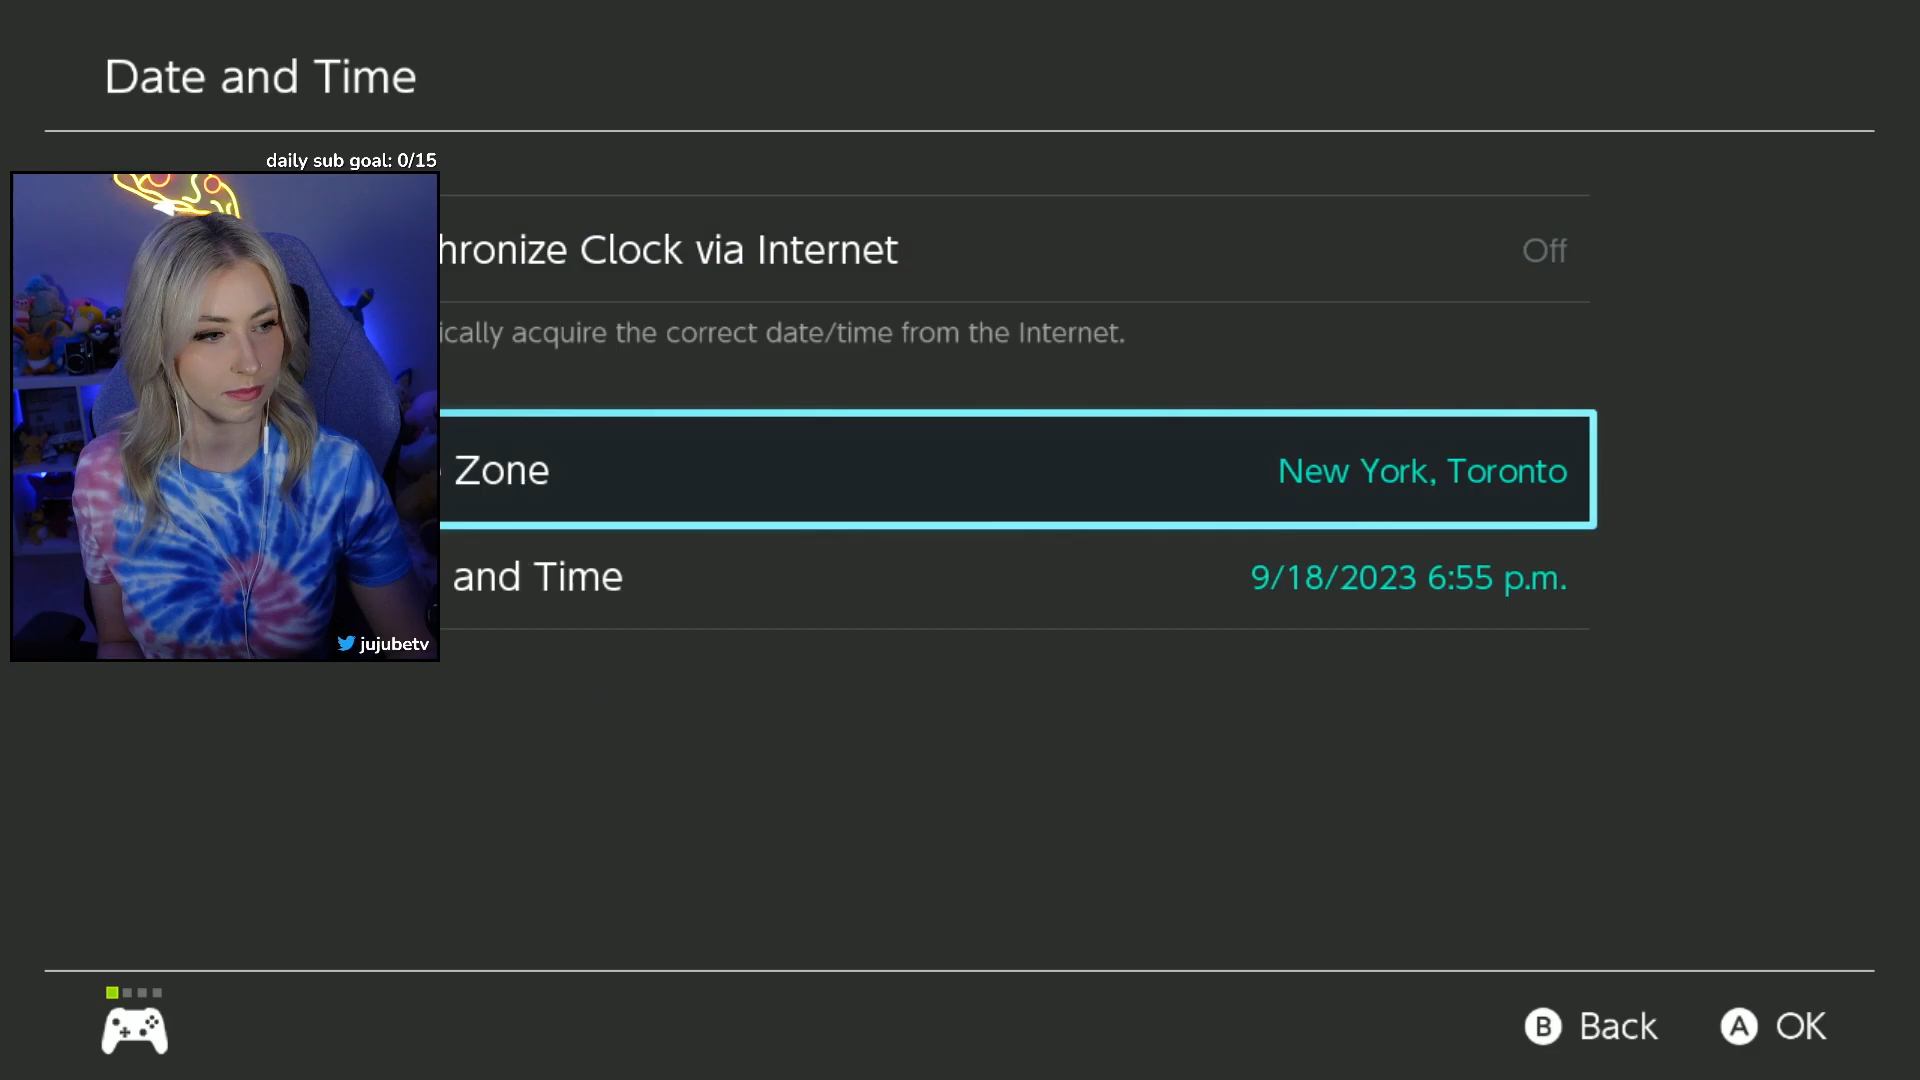 Date and Time
daily sub goal: 0/15
hronize Clock via Internet
Off
ically acquire the correct date/time from the Internet.
Zone
New York, Toronto
and Time
9/18/2023 6:55 p.m.
jujubetv
B Back
A OK